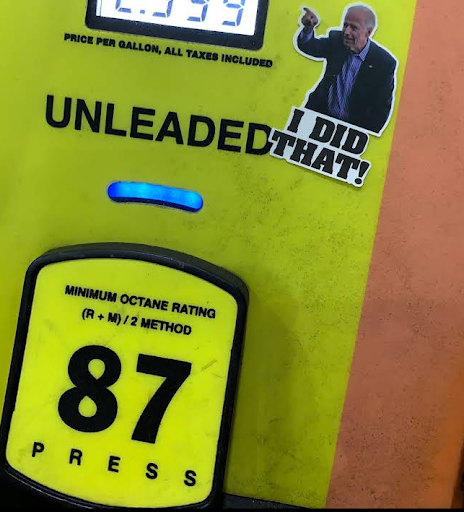 PRICE PER GALLON, ALL TAXES INCLUDED
UNLEADED
I DID
THAT!
MINIMUM OCTANE RATING
(R + M) / 2 METHOD
87
PRESS